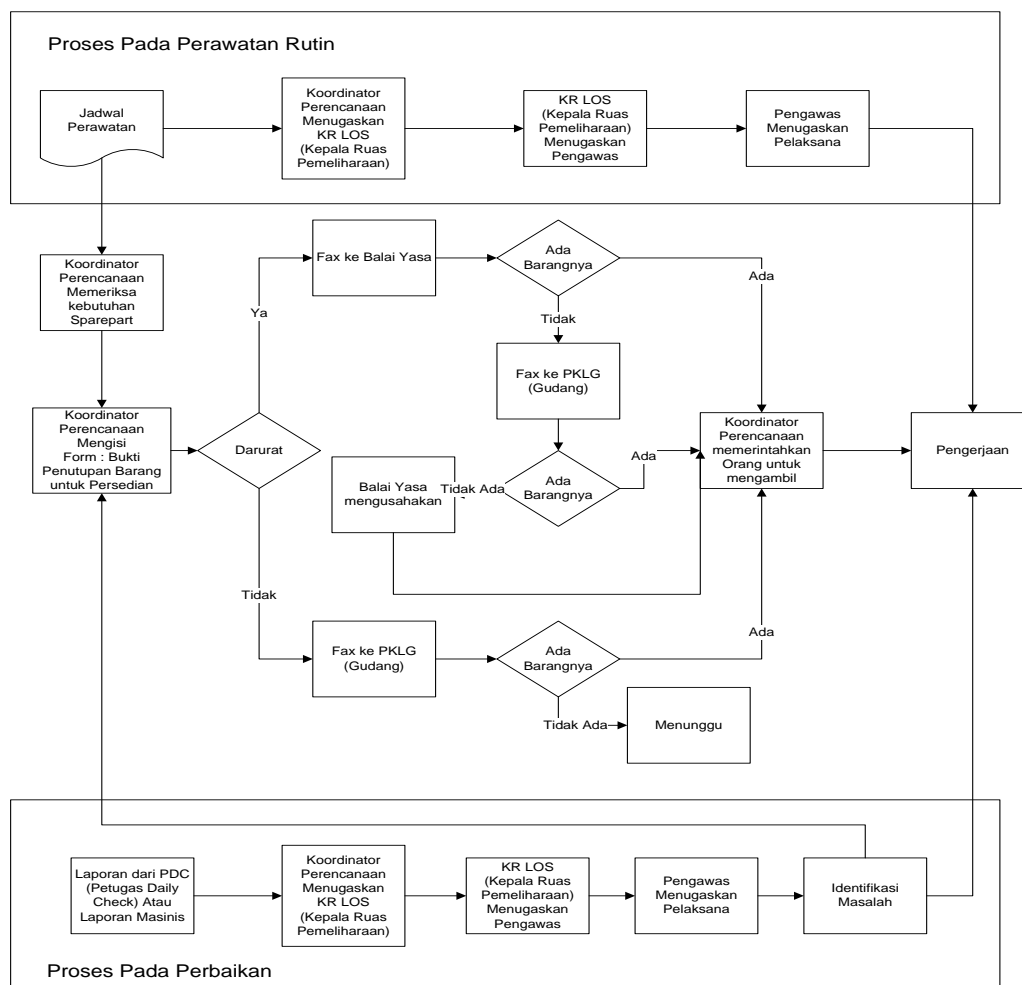 Proses Pada Perawatan Rutin
Jadwal
Perawatan
Koordinator
Perencanaan
Menugaskan
KR LOS
(Kepala Ruas
Pemeliharaan)
KR LOS
(Kepala Ruas
Pemeliharaan)
Menugaskan
Pengawas
Pengawas
Menugaskan
Pelaksana
Koordinator
Perencanaan
Memeriksa
kebutuhan
Sparepart
Fax ke Balai Yasa
Ada
Barangnya
Ada
Ya
Tidak
Fax ke PKLG
(Gudang)
Koordinator
Perencanaan
Mengisi
Form : Bukti
Penutupan Barang
untuk Persedian
Darurat
Balai Yasa
mengusahakan
Tidak Ada
Ada
Barangnya
Ada
Koordinator
Perencanaan
memerintahkan
Orang untuk
mengambil
Pengerjaan
Tidak
Fax ke PKLG
(Gudang)
Ada
Barangnya
Ada
Tidak Ada
Menunggu
Laporan dari PDC
(Petugas Daily
Check) Atau
Laporan Masinis
Koordinator
Perencanaan
Menugaskan
KR LOS
(Kepala Ruas
Pemeliharaan)
KR LOS
(Kepala Ruas
Pemeliharaan)
Menugaskan
Pengawas
Pengawas
Menugaskan
Pelaksana
Identifikasi
Masalah
Proses Pada Perbaikan